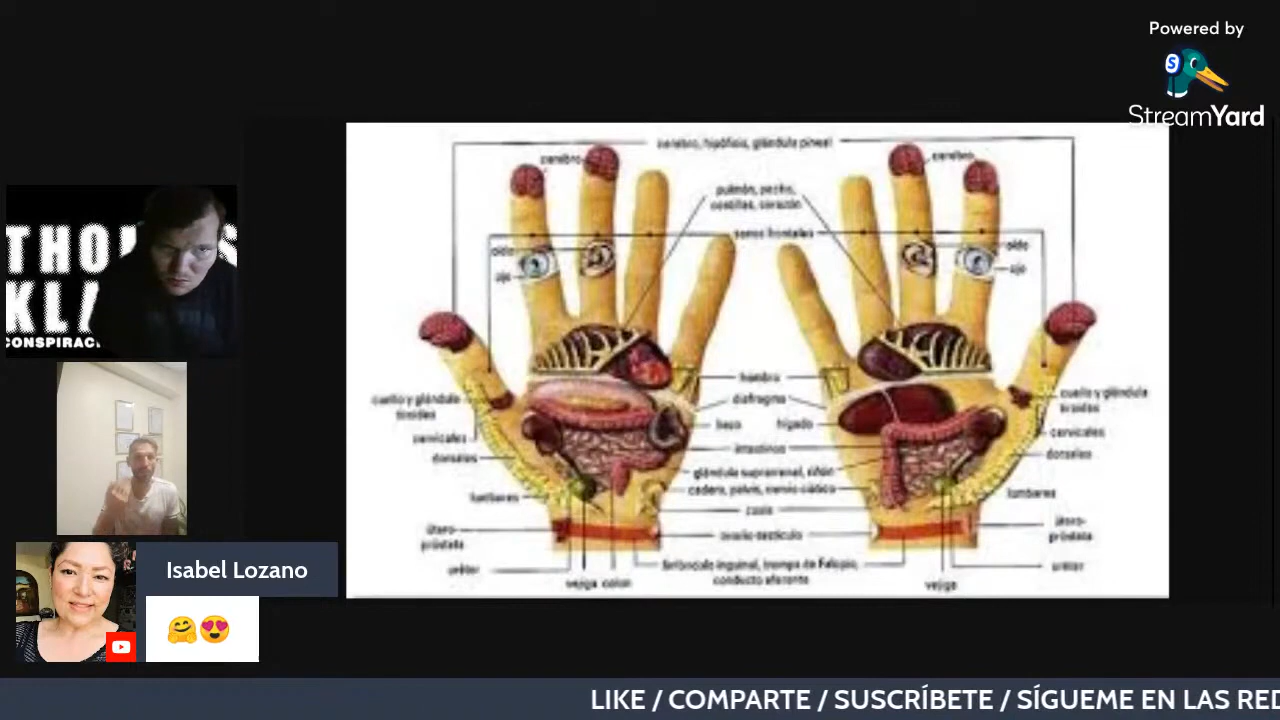 Powered by
StreamYard
cerebro, hipófisis, glándula pineal
cerebro
cerebro
pulmón, pecho,
costillas, corazón
senos frontales
oído
ojo
oído
ojo
hombro
diafragma
bazo
hígado
intestinos
glándula suprarrenal, riñón
cadera, pelvis, nervio ciático
ovario testículo
conducto eferente
cuello y glándula
tiroides
cervicales
dorsales
lumbares
útero-
próstata
uréter
vejiga
colon
cuello y glándula
tiroides
cervicales
dorsales
lumbares
útero-
próstata
uréter
vejiga
CONSPIRAC
Isabel Lozano
LIKE / COMPARTE / SUSCRÍBETE / SÍGUEME EN LAS RED